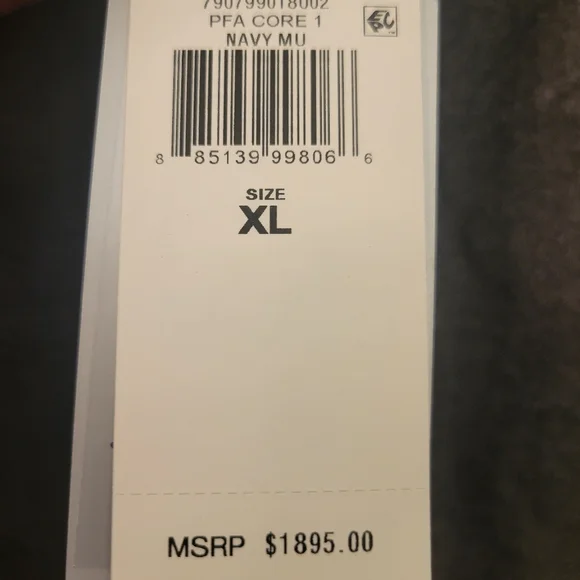 790799018002
PFA CORE 1
NAVY MU
8 85139 99806 6
SIZE
XL
MSRP $1895.00